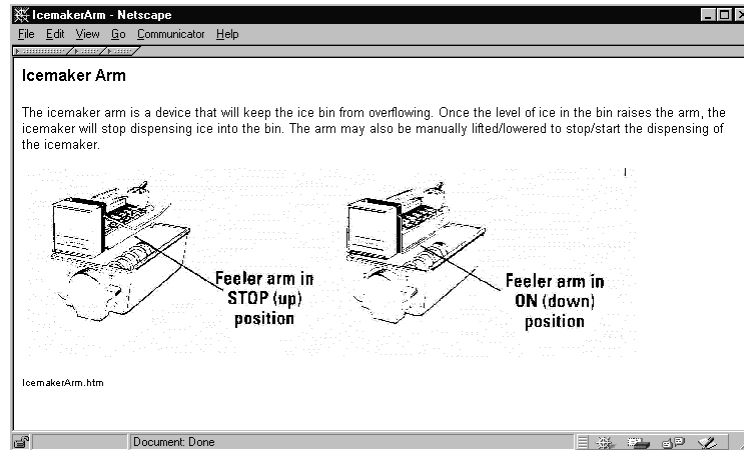 IcemakerArm - Netscape
File Edit View Go Communicator Help
Icemaker Arm
The icemaker arm is a device that will keep the ice bin from overflowing. Once the level of ice in the bin raises the arm, the
icemaker will stop dispensing ice into the bin. The arm may also be manually lifted/lowered to stop/start the dispensing of
the icemaker.
Feeler arm in
STOP (up)
position
Feeler arm in
ON (down)
position
IcemakerArm.htm
Document: Done